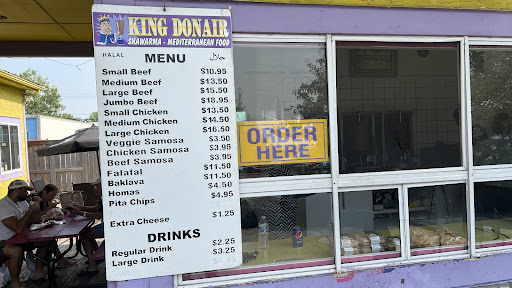 KING DONAIR
SHAWARMA - MEDITERRANEAN FOOD
HALAL MENU حلال
Small Beef $10.95
Medium Beef $13.50
Large Beef $15.50
Jumbo Beef $18.95
Small Chicken $13.50
Medium Chicken $14.50
Large Chicken $16.50
Veggie Samosa $3.50
Chicken Samosa $3.95
Beef Samosa $3.95
Falafal $11.50
Baklava $11.50
Homas $4.50
Pita Chips $4.95
Extra Cheese $1.25
DRINKS
Regular Drink $2.25
Large Drink $3.25
ORDER
HERE